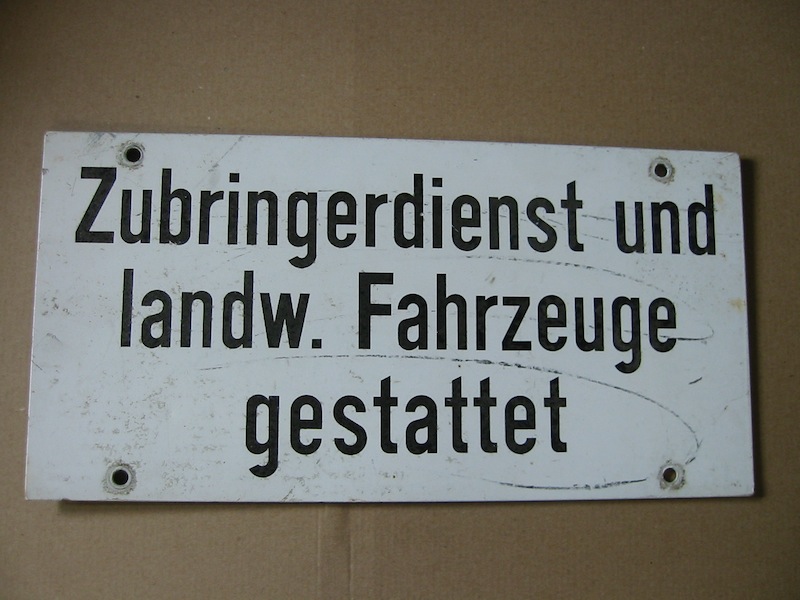 Zubringerdienst und
landw. Fahrzeuge
gestattet